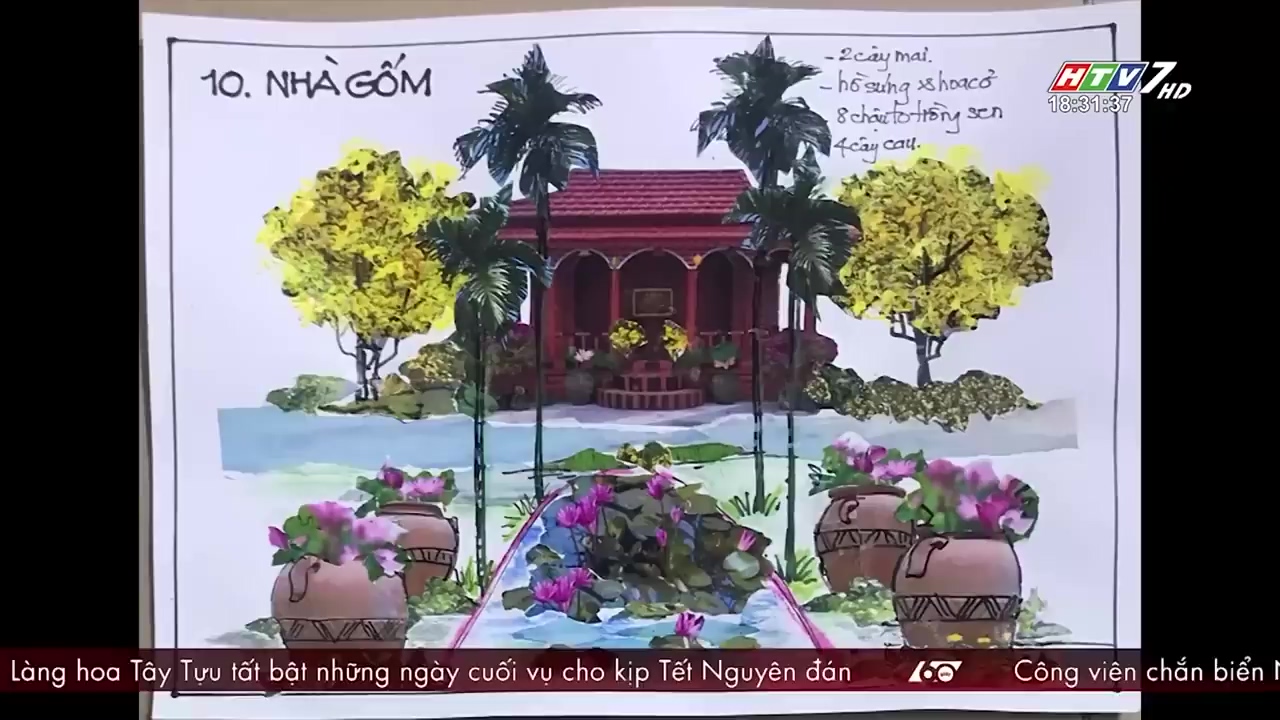 10. NHÀ GỐM
- 2 cây mai.
- hồ súng xs hoa cỏ
- 8 chậu to trồng sen
- 4 cây cau.
HTV7 HD
18:31:37
Làng hoa Tây Tựu tất bật những ngày cuối vụ cho kịp Tết Nguyên đán
60 giây
Công viên chắn biển